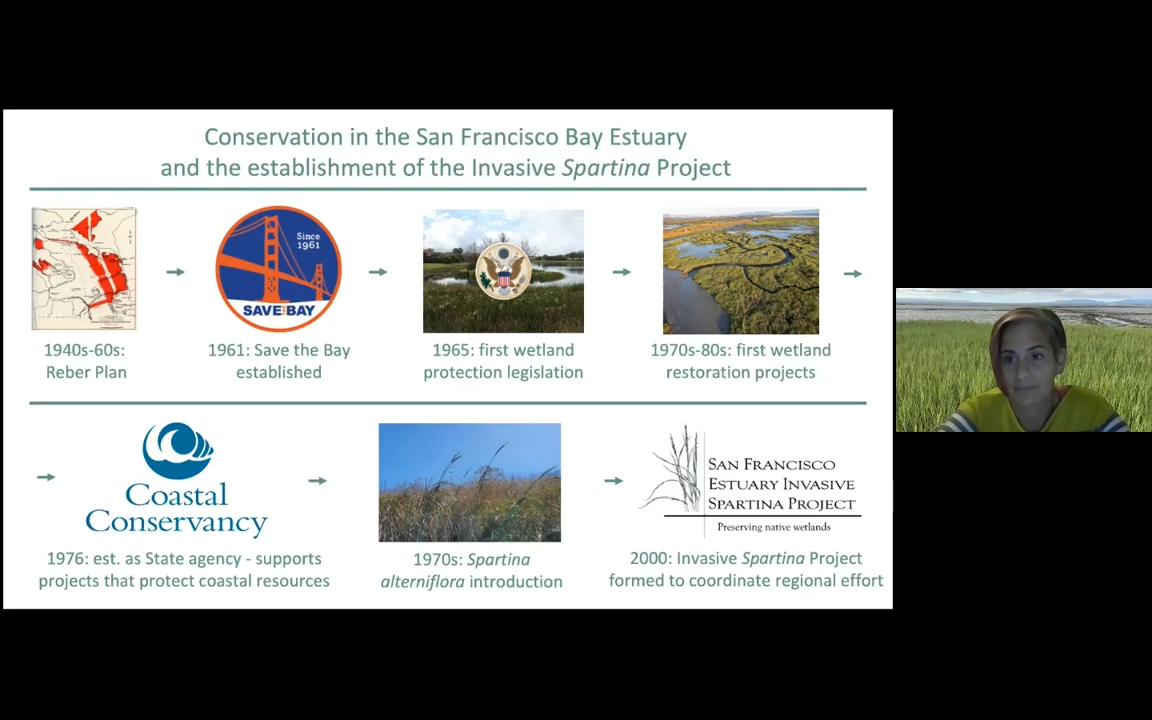 Conservation in the San Francisco Bay Estuary
and the establishment of the Invasive Spartina Project
Since
1961
SAVE THE BAY
1940s-60s:
Reber Plan
1961: Save the Bay
established
1965: first wetland
protection legislation
1970s-80s: first wetland
restoration projects
Coastal
Conservancy
1976: est. as State agency - supports
projects that protect coastal resources
1970s: Spartina
alterniflora introduction
SAN FRANCISCO
ESTUARY INVASIVE
SPARTINA PROJECT
Preserving native wetlands
2000: Invasive Spartina Project
formed to coordinate regional effort